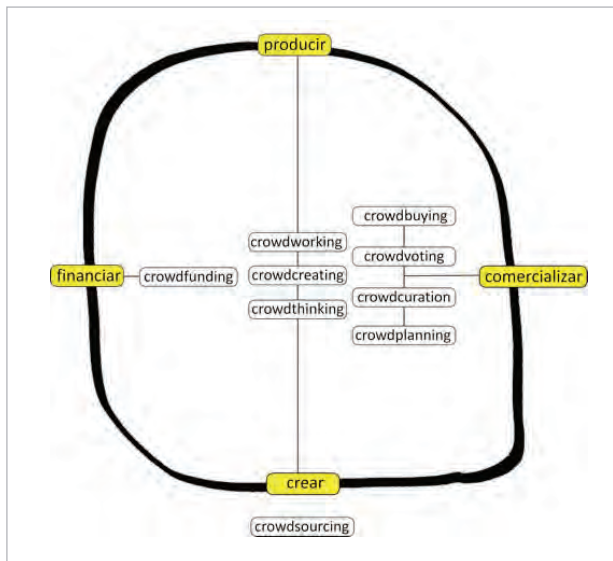 producir
crowdbuying
crowdworking
crowdvoting
financiar
crowdfunding
crowdcreating
comercializar
crowdcuration
crowdthinking
crowdplanning
crear
crowdsourcing